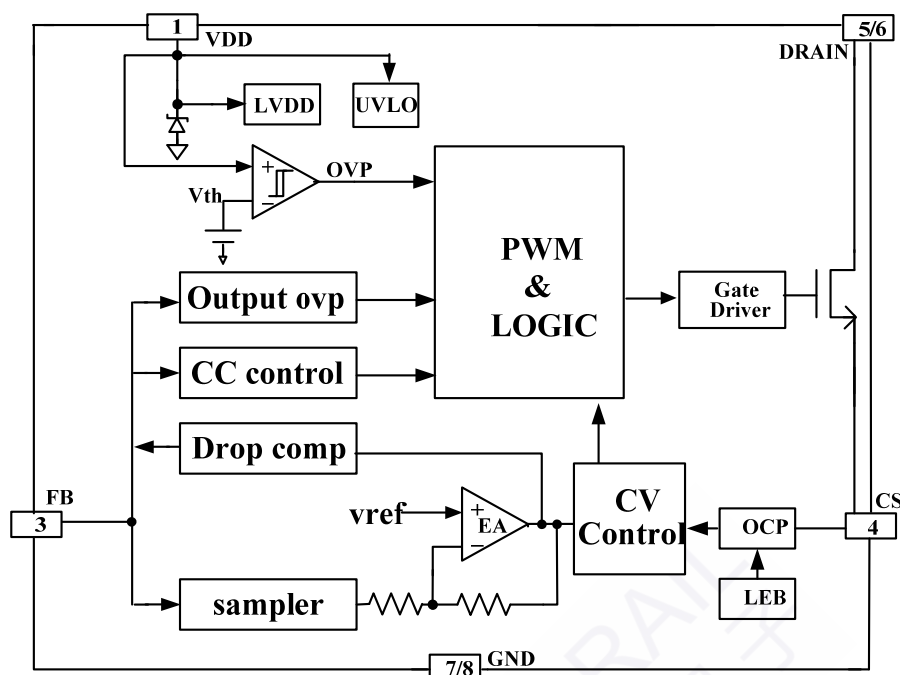 1
VDD
5/6
DRAIN
LVDD
UVLO
+
OVP
Vth
−
PWM
&
LOGIC
Output ovp
Gate
Driver
CC control
Drop comp
FB
3
vref
+
EA
−
CV
Control
OCP
CS
4
LEB
sampler
7/8
GND
RAIL